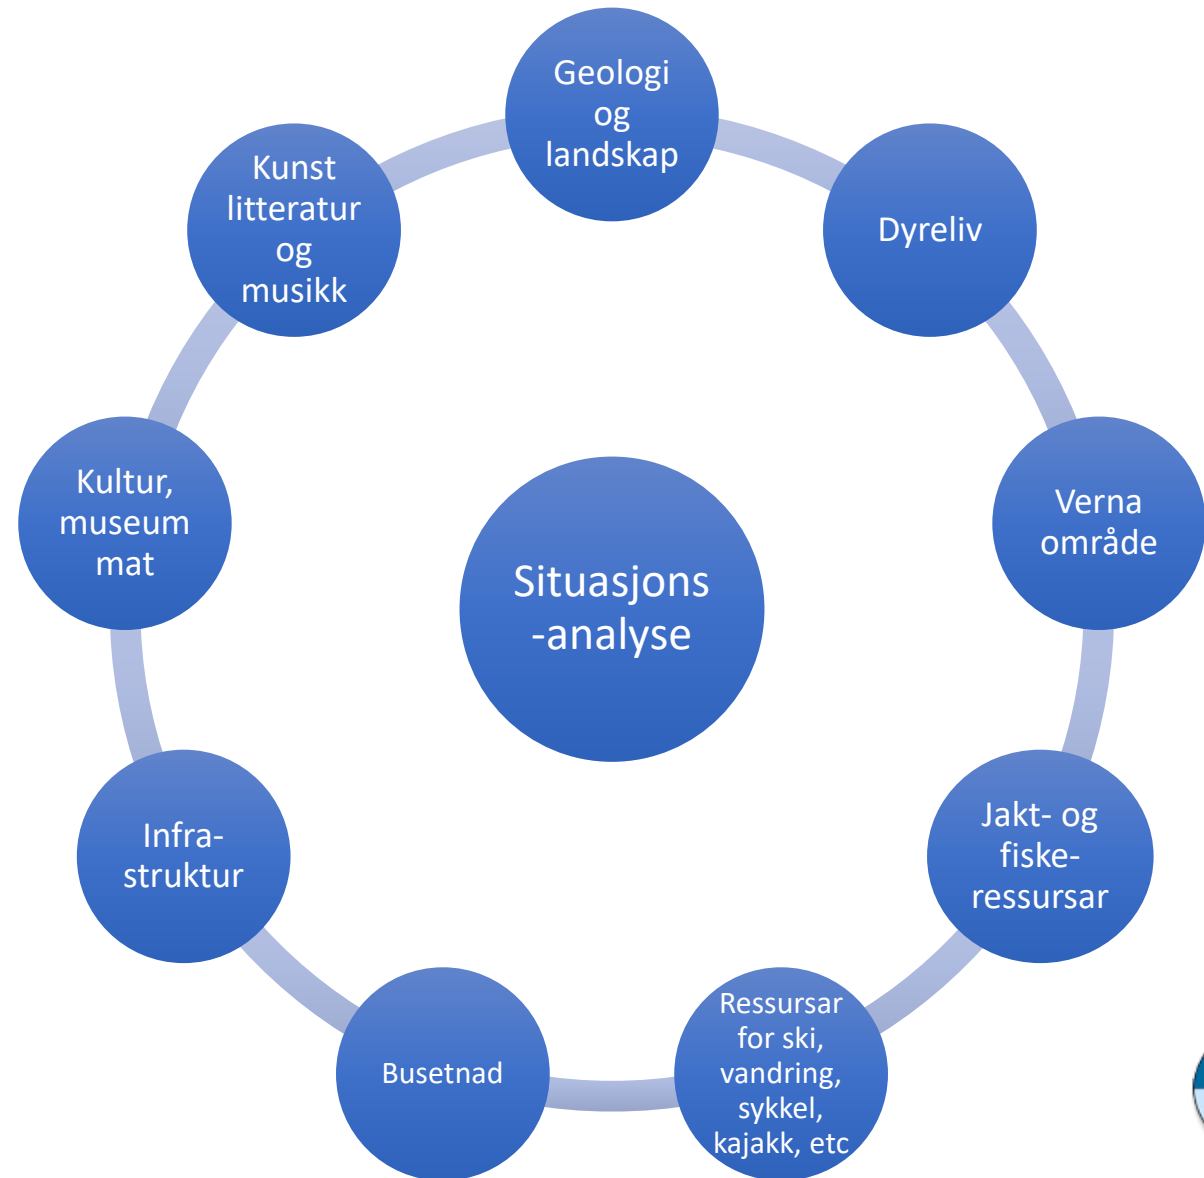 Geologi
og
landskap
Dyreliv
Verna
område
Jakt- og
fiske-
ressursar
Ressursar
for ski,
vandring,
sykkel,
kajakk, etc
Busetnad
Infra-
struktur
Kultur,
museum
mat
Kunst
litteratur
og
musikk
Situasjons
-analyse